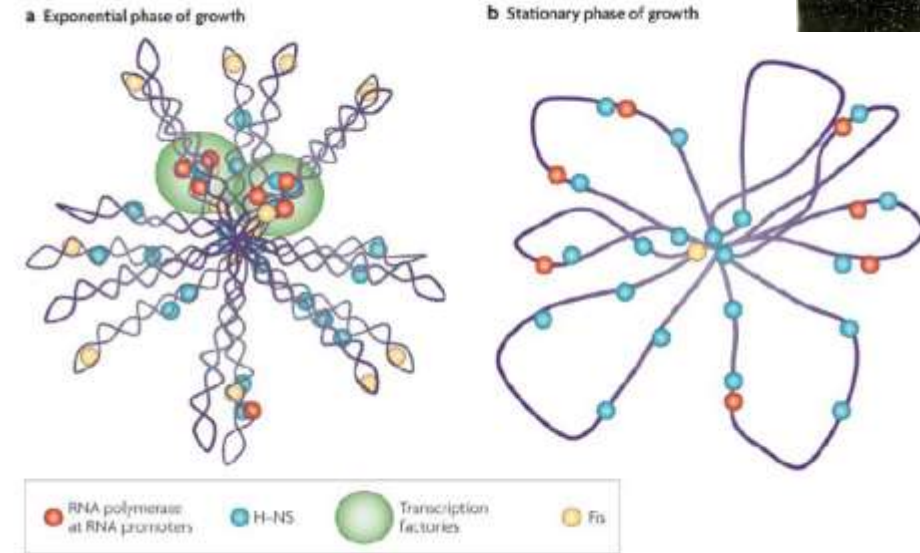 a Exponential phase of growth
b Stationary phase of growth
RNA polymerase
at RNA promoters
H–NS
Transcription
factories
Fis